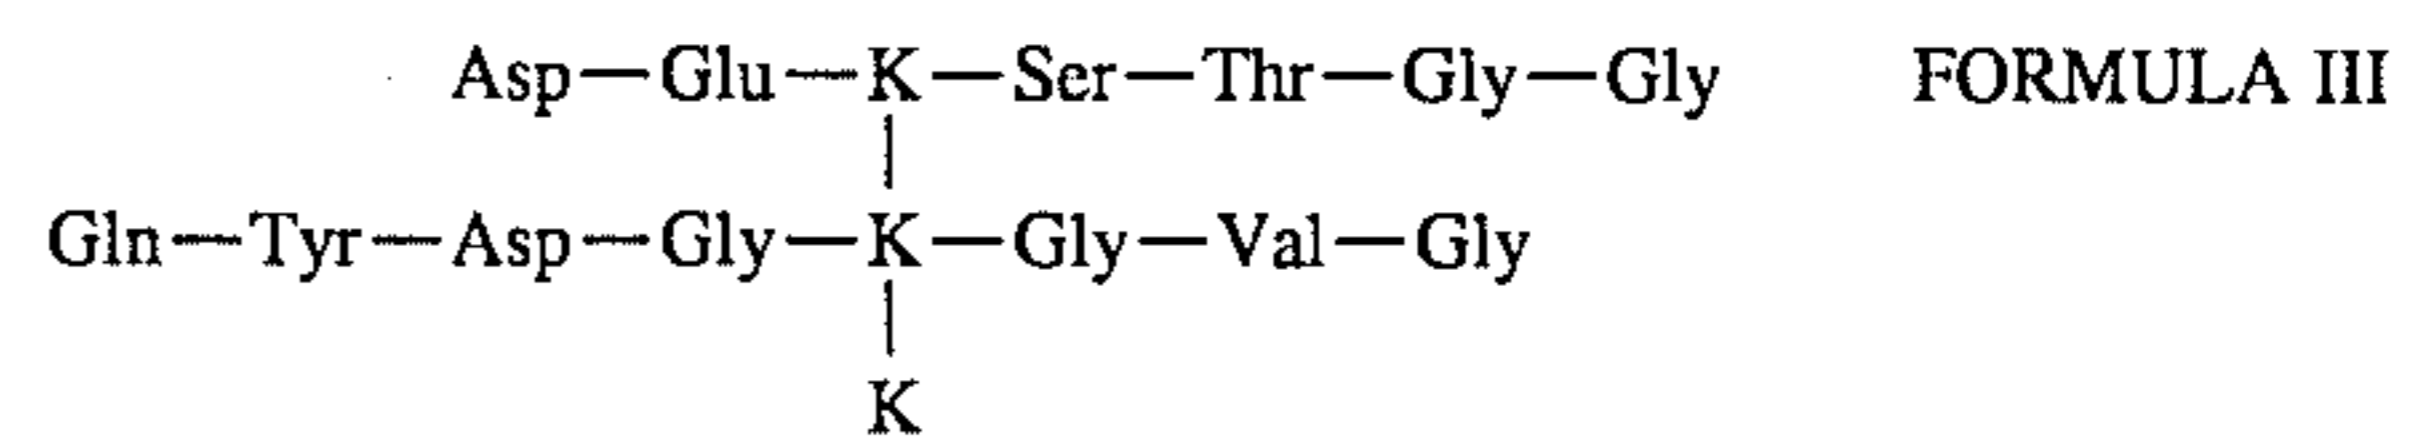 Asp—Glu—K—Ser—Thr—Gly—Gly FORMULA III
Gln—Tyr—Asp—Gly—K—Gly—Val—Gly
K